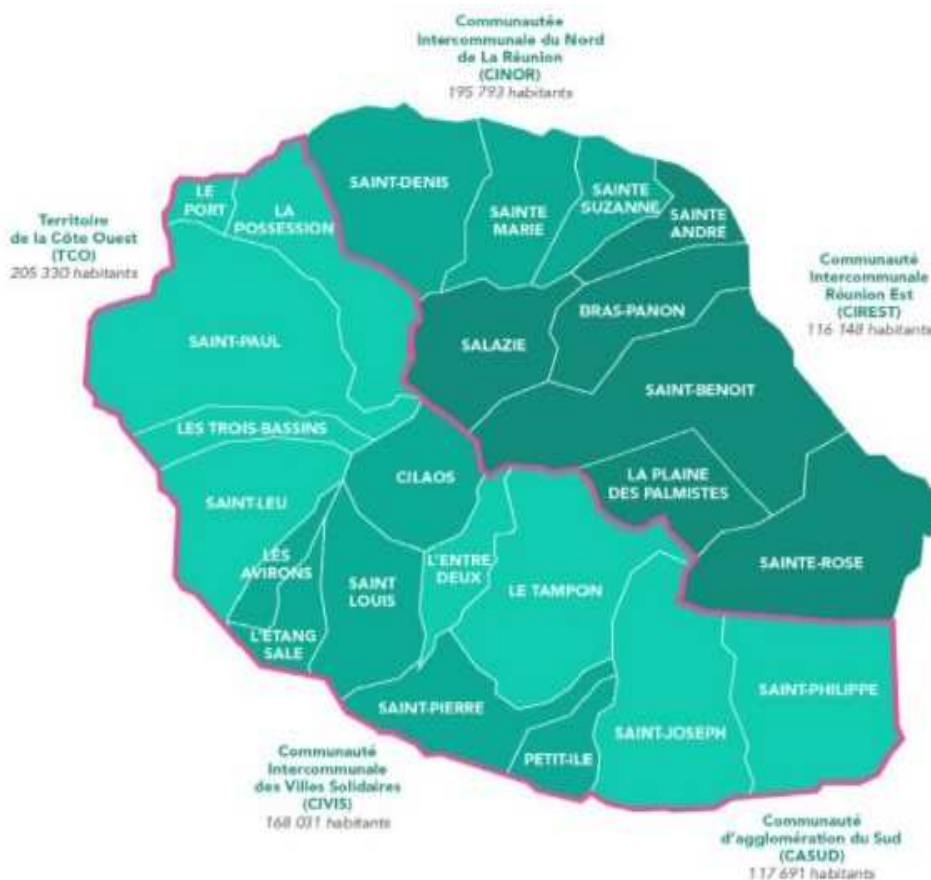 Communautée
Intercommunale du Nord
de La Réunion
(CINOR)
195 793 habitants
SAINT-DENIS
SAINTE
MARIE
SAINTE
SUZANNE
SAINTE
ANDRE
LE
PORT
LA
POSSESSION
Territoire
de la Côte Ouest
(TCO)
205 330 habitants
Communauté
Intercommunale
Réunion Est
(CIREST)
116 148 habitants
BRAS-PANON
SAINT-PAUL
SALAZIE
SAINT-BENOIT
LES TROIS-BASSINS
CILAOS
LA PLAINE
DES PALMISTES
SAINT-LEU
LES
AVIRONS
SAINT
LOUIS
L'ENTRE
DEUX
LE TAMPON
SAINTE-ROSE
L'ETANG
SALE
SAINT-PIERRE
PETIT-ILE
SAINT-JOSEPH
SAINT-PHILIPPE
Communauté
Intercommunale
des Villes Solidaires
(CIVIS)
168 031 habitants
Communauté
d'agglomération du Sud
(CASUD)
117 691 habitants